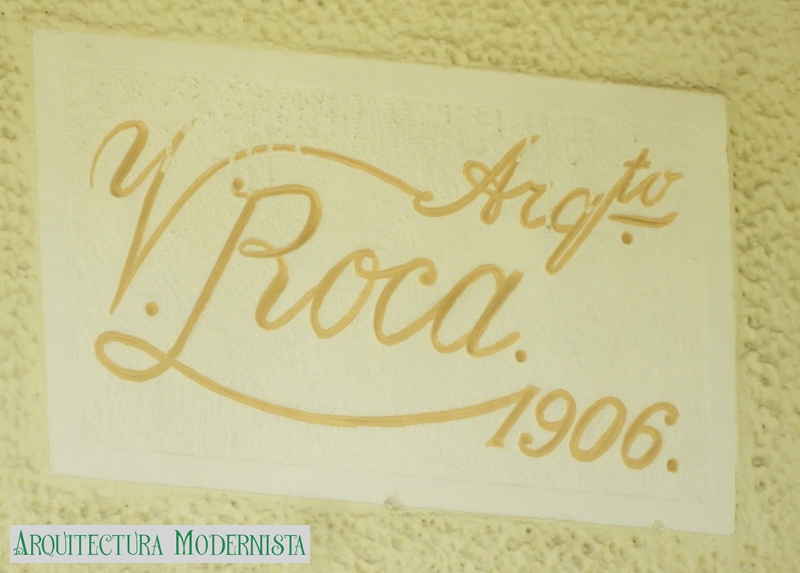 V. Roca. Arqto.
1906.
Arquitectura Modernista